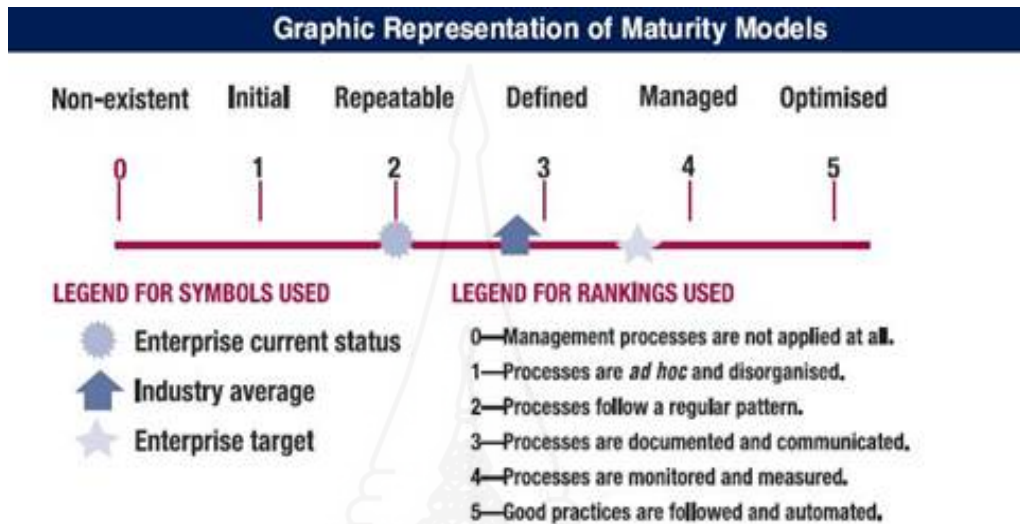 Graphic Representation of Maturity Models
Non-existent Initial Repeatable Defined Managed Optimised
0 1 2 3 4 5
LEGEND FOR SYMBOLS USED
Enterprise current status
Industry average
Enterprise target
LEGEND FOR RANKINGS USED
0—Management processes are not applied at all.
1—Processes are ad hoc and disorganised.
2—Processes follow a regular pattern.
3—Processes are documented and communicated.
4—Processes are monitored and measured.
5—Good practices are followed and automated.